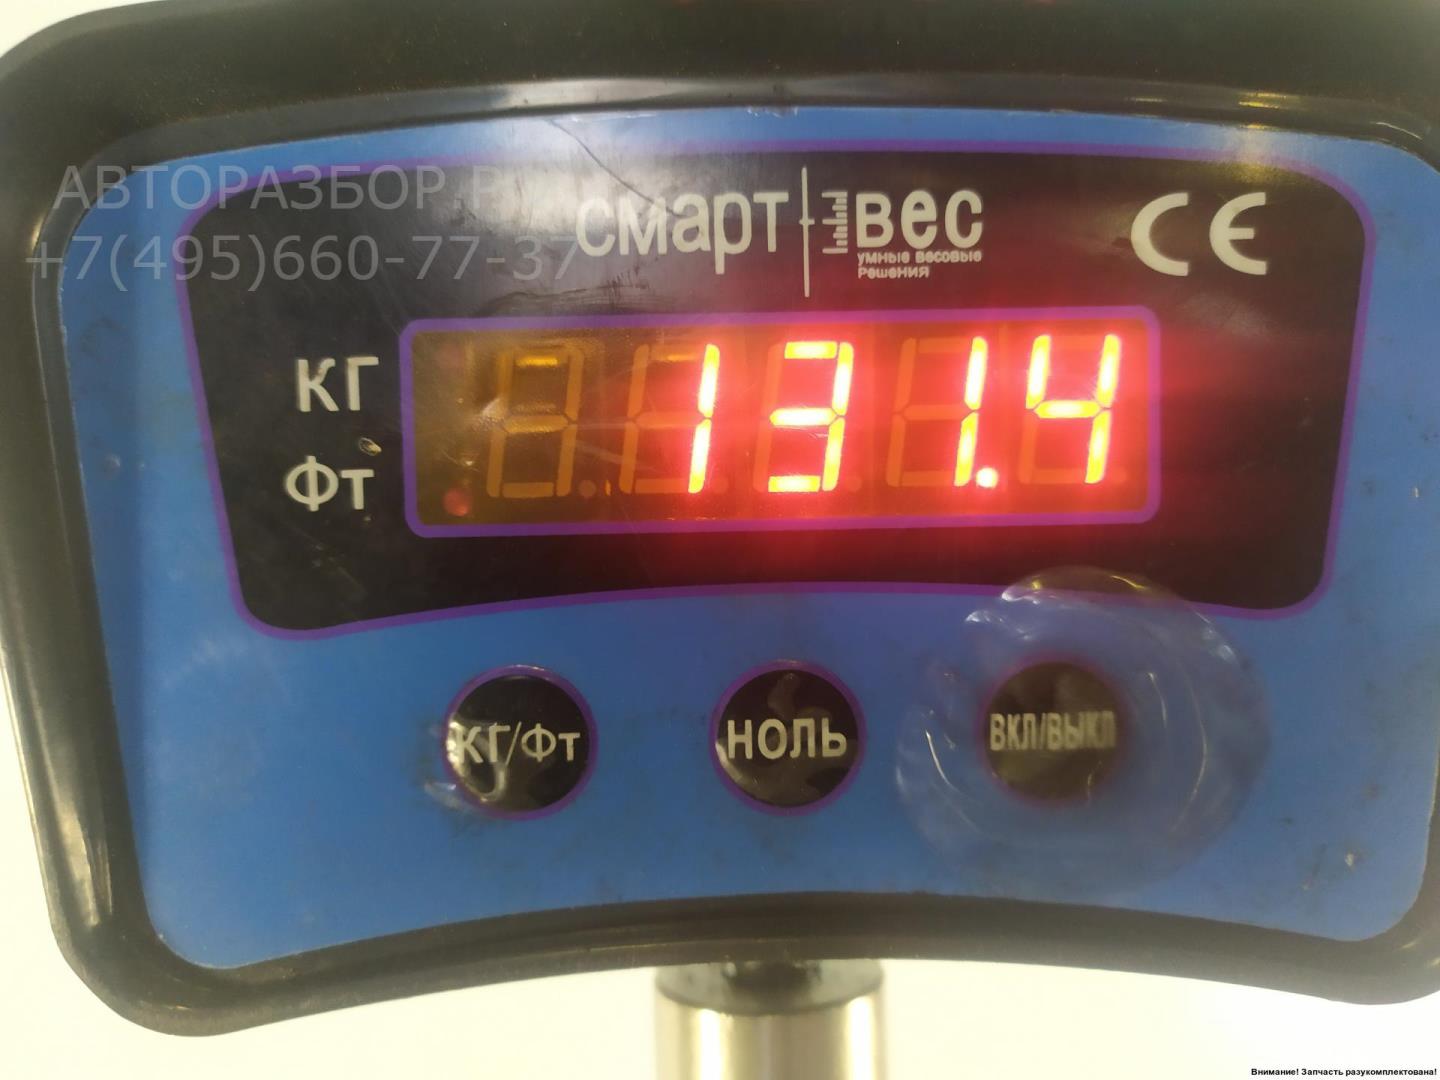 АВТОРАЗБОР
+7(495)660-77-37
смарт вес
умные весовые
решения
CE
КГ
131.4
Фт
КГ/Фт
НОЛЬ
ВКЛ/ВЫКЛ
Внимание! Запчасть разукомплектована!